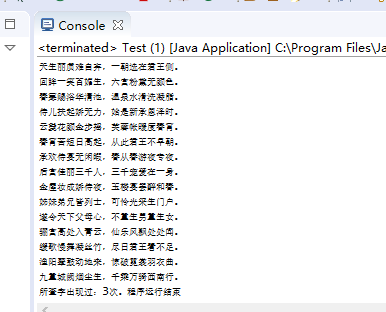 Console
<terminated> Test (1) [Java Application] C:\Program Files\Ja
天生丽质难自弃，一朝选在君王侧。
回眸一笑百媚生，六宫粉黛无颜色。
春寒赐浴华清池，温泉水滑洗凝脂。
侍儿扶起娇无力，始是新承恩泽时。
云鬓花颜金步摇，芙蓉帐暖度春宵。
春宵苦短日高起，从此君王不早朝。
承欢侍宴无闲暇，春从春游夜专夜。
后宫佳丽三千人，三千宠爱在一身。
金屋妆成娇侍夜，玉楼宴罢醉和春。
姊妹弟兄皆列士，可怜光采生门户。
遂令天下父母心，不重生男重生女。
骊宫高处入青云，仙乐风飘处处闻。
缓歌慢舞凝丝竹，尽日君王看不足。
渔阳鼙鼓动地来，惊破霓裳羽衣曲。
九重城阙烟尘生，千乘万骑西南行。
所查字出现过：3次。程序运行结束